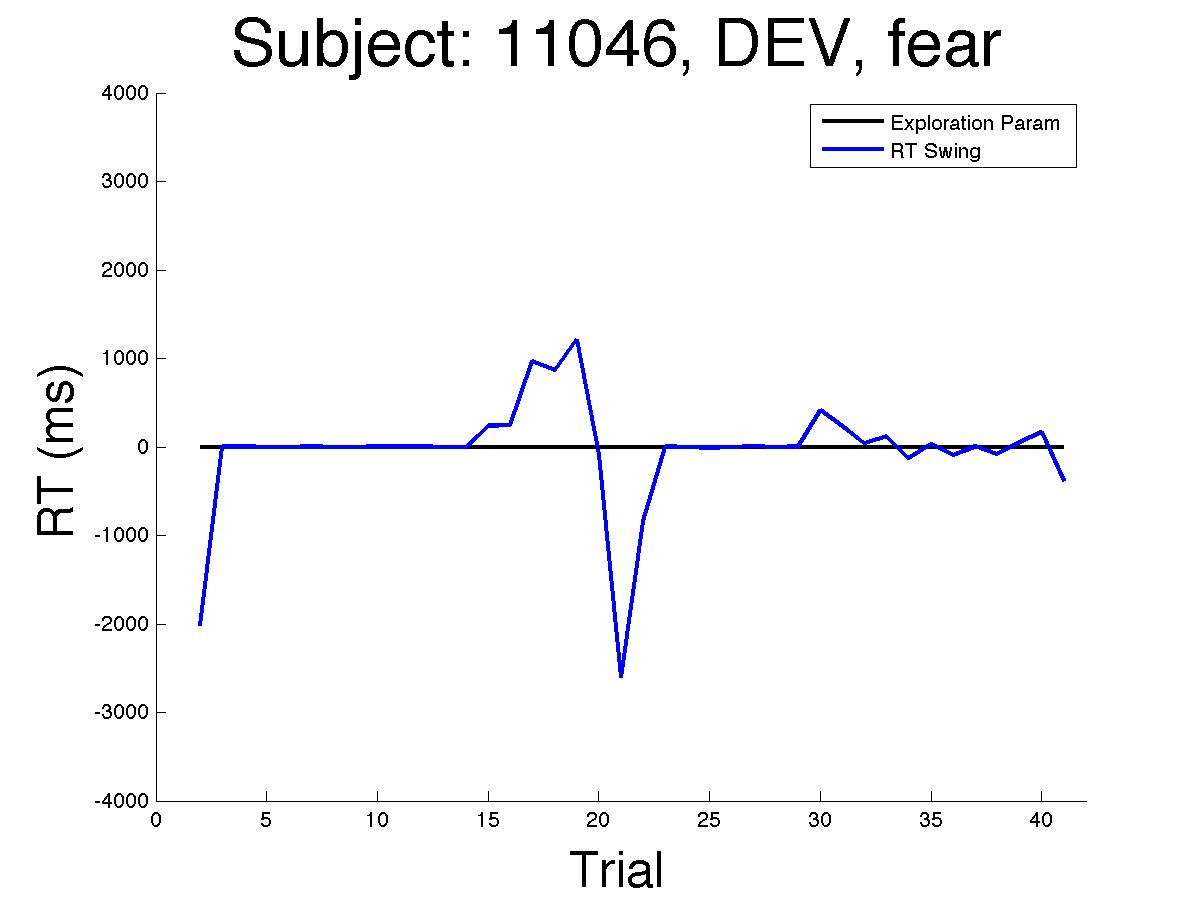 Subject: 11046, DEV, fear
Exploration Param
RT Swing
4000
3000
2000
1000
0
-1000
-2000
-3000
-4000
RT (ms)
0 5 10 15 20 25 30 35 40
Trial